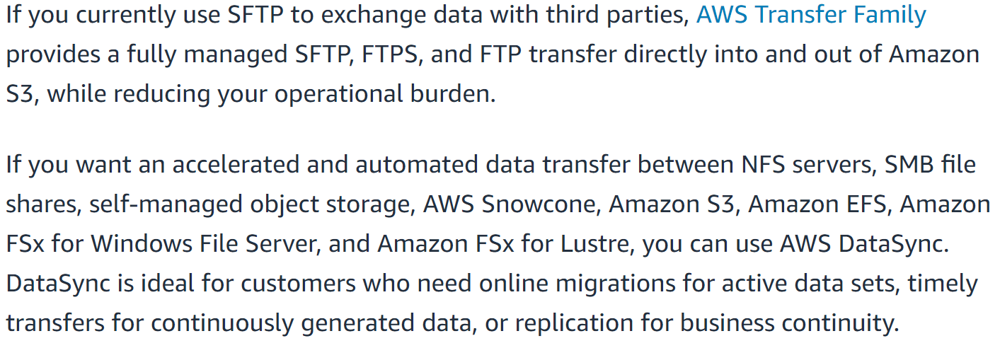 If you currently use SFTP to exchange data with third parties, AWS Transfer Family
provides a fully managed SFTP, FTPS, and FTP transfer directly into and out of Amazon
S3, while reducing your operational burden.
If you want an accelerated and automated data transfer between NFS servers, SMB file
shares, self-managed object storage, AWS Snowcone, Amazon S3, Amazon EFS, Amazon
FSx for Windows File Server, and Amazon FSx for Lustre, you can use AWS DataSync.
DataSync is ideal for customers who need online migrations for active data sets, timely
transfers for continuously generated data, or replication for business continuity.